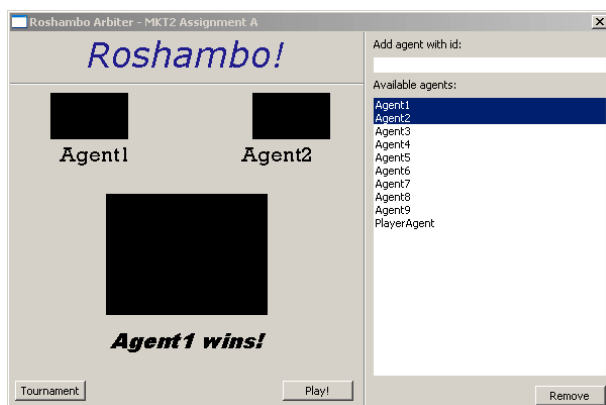 Roshambo Arbiter - MKT2 Assignment A
Roshambo!
Agent1
Agent2
Agent1 wins!
Tournament
Play!
Add agent with id:
Available agents:
Agent1
Agent2
Agent3
Agent4
Agent5
Agent6
Agent7
Agent8
Agent9
PlayerAgent
Remove